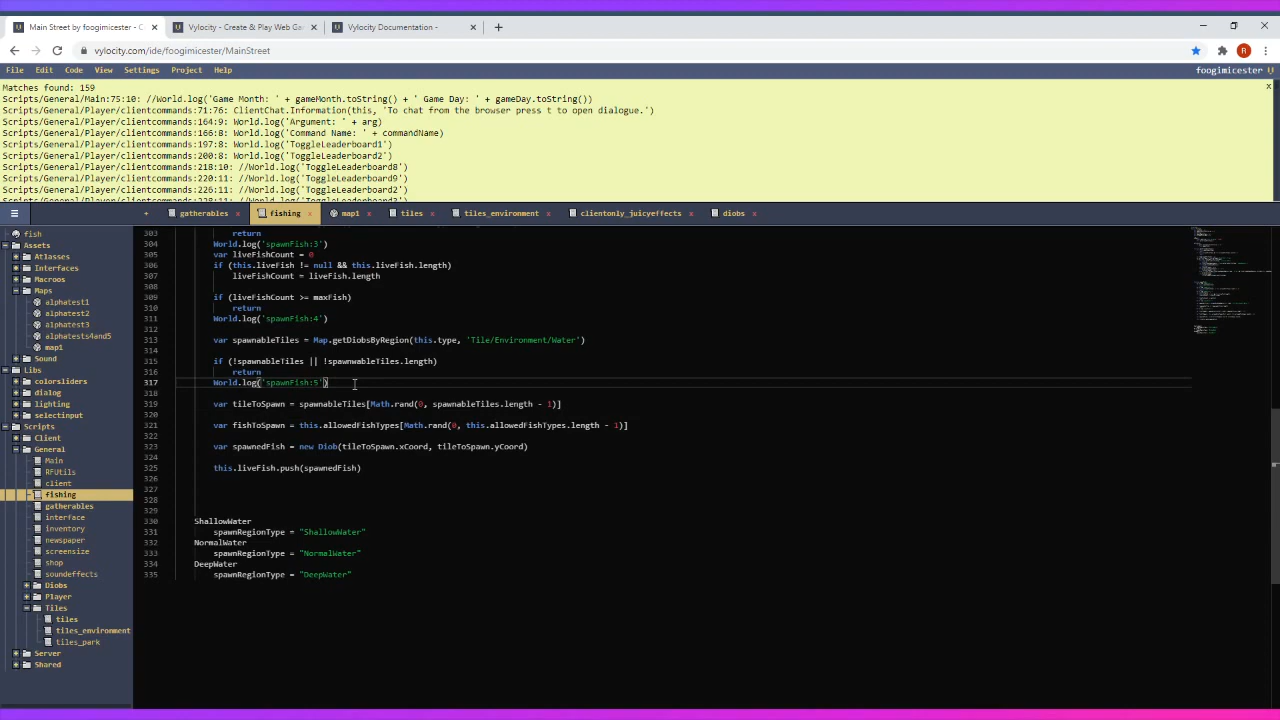 Main Street by foogimicester - C
Vylocity - Create & Play Web Ga
Vylocity Documentation -
vylocity.com/ide/foogimicester/MainStreet
R
File Edit Code View Settings Project Help
foogimicester
Matches found: 159
x
Scripts/General/Main:75:10: //World.log('Game Month: ' + gameMonth.toString() + ' Game Day: ' + gameDay.toString())
Scripts/General/Player/clientcommands:71:76: ClientChat.Information(this, 'To chat from the browser press t to open dialogue.')
Scripts/General/Player/clientcommands:164:9: World.log('Argument: ' + arg)
Scripts/General/Player/clientcommands:166:8: World.log('Command Name: ' + commandName)
Scripts/General/Player/clientcommands:197:8: World.log('ToggleLeaderboard1')
Scripts/General/Player/clientcommands:200:8: World.log('ToggleLeaderboard2')
Scripts/General/Player/clientcommands:218:10: //World.log('ToggleLeaderboard8')
Scripts/General/Player/clientcommands:220:11: //World.log('ToggleLeaderboard9')
Scripts/General/Player/clientcommands:226:11: //World.log('ToggleLeaderboard2')
+ gatherables x fishing x map1 x tiles x tiles_environment x clientonly_juicyeffects x diobs x
fish
Assets
Atlasses
Interfaces
Macroos
Maps
alphatest1
alphatest2
alphatest3
alphatests4and5
map1
Sound
Libs
colorsliders
dialog
lighting
selectinput
Scripts
Client
General
Main
RFUtils
client
fishing
gatherables
interface
inventory
newspaper
screensize
shop
soundeffects
Diobs
Player
Tiles
tiles
tiles_environment
tiles_park
Server
Shared
303 return
304 World.log('spawnFish:3')
305 var liveFishCount = 0
306 if (this.liveFish != null && this.liveFish.length)
307 liveFishCount = liveFish.length
308
309 if (liveFishCount >= maxFish)
310 return
311 World.log('spawnFish:4')
312
313 var spawnableTiles = Map.getDiobsByRegion(this.type, 'Tile/Environment/Water')
314
315 if (!spawnableTiles || !spawnwableTiles.length)
316 return
317 World.log('spawnFish:5')
318
319 var tileToSpawn = spawnableTiles[Math.rand(0, spawnableTiles.length - 1)]
320
321 var fishToSpawn = this.allowedFishTypes[Math.rand(0, this.allowedFishTypes.length - 1)]
322
323 var spawnedFish = new Diob(tileToSpawn.xCoord, tileToSpawn.yCoord)
324
325 this.liveFish.push(spawnedFish)
326
327
328
329
330 ShallowWater
331 spawnRegionType = "ShallowWater"
332 NormalWater
333 spawnRegionType = "NormalWater"
334 DeepWater
335 spawnRegionType = "DeepWater"